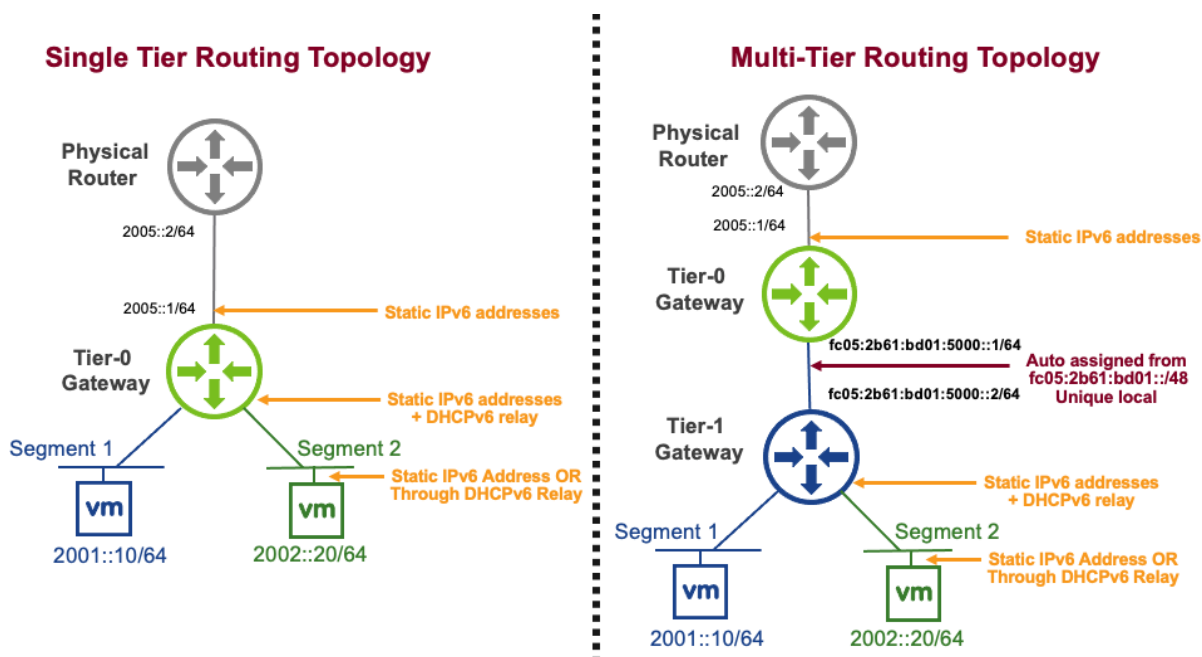 Single Tier Routing Topology
Physical
Router
2005::2/64
2005::1/64
Static IPv6 addresses
Tier-0
Gateway
Static IPv6 addresses
+ DHCPv6 relay
Segment 1
Segment 2
Static IPv6 Address OR
Through DHCPv6 Relay
vm
vm
2001::10/64
2002::20/64
Multi-Tier Routing Topology
Physical
Router
2005::2/64
2005::1/64
Static IPv6 addresses
Tier-0
Gateway
fc05:2b61:bd01:5000::1/64
Auto assigned from
fc05:2b61:bd01::/48
Unique local
fc05:2b61:bd01:5000::2/64
Tier-1
Gateway
Static IPv6 addresses
+ DHCPv6 relay
Segment 1
Segment 2
Static IPv6 Address OR
Through DHCPv6 Relay
vm
vm
2001::10/64
2002::20/64